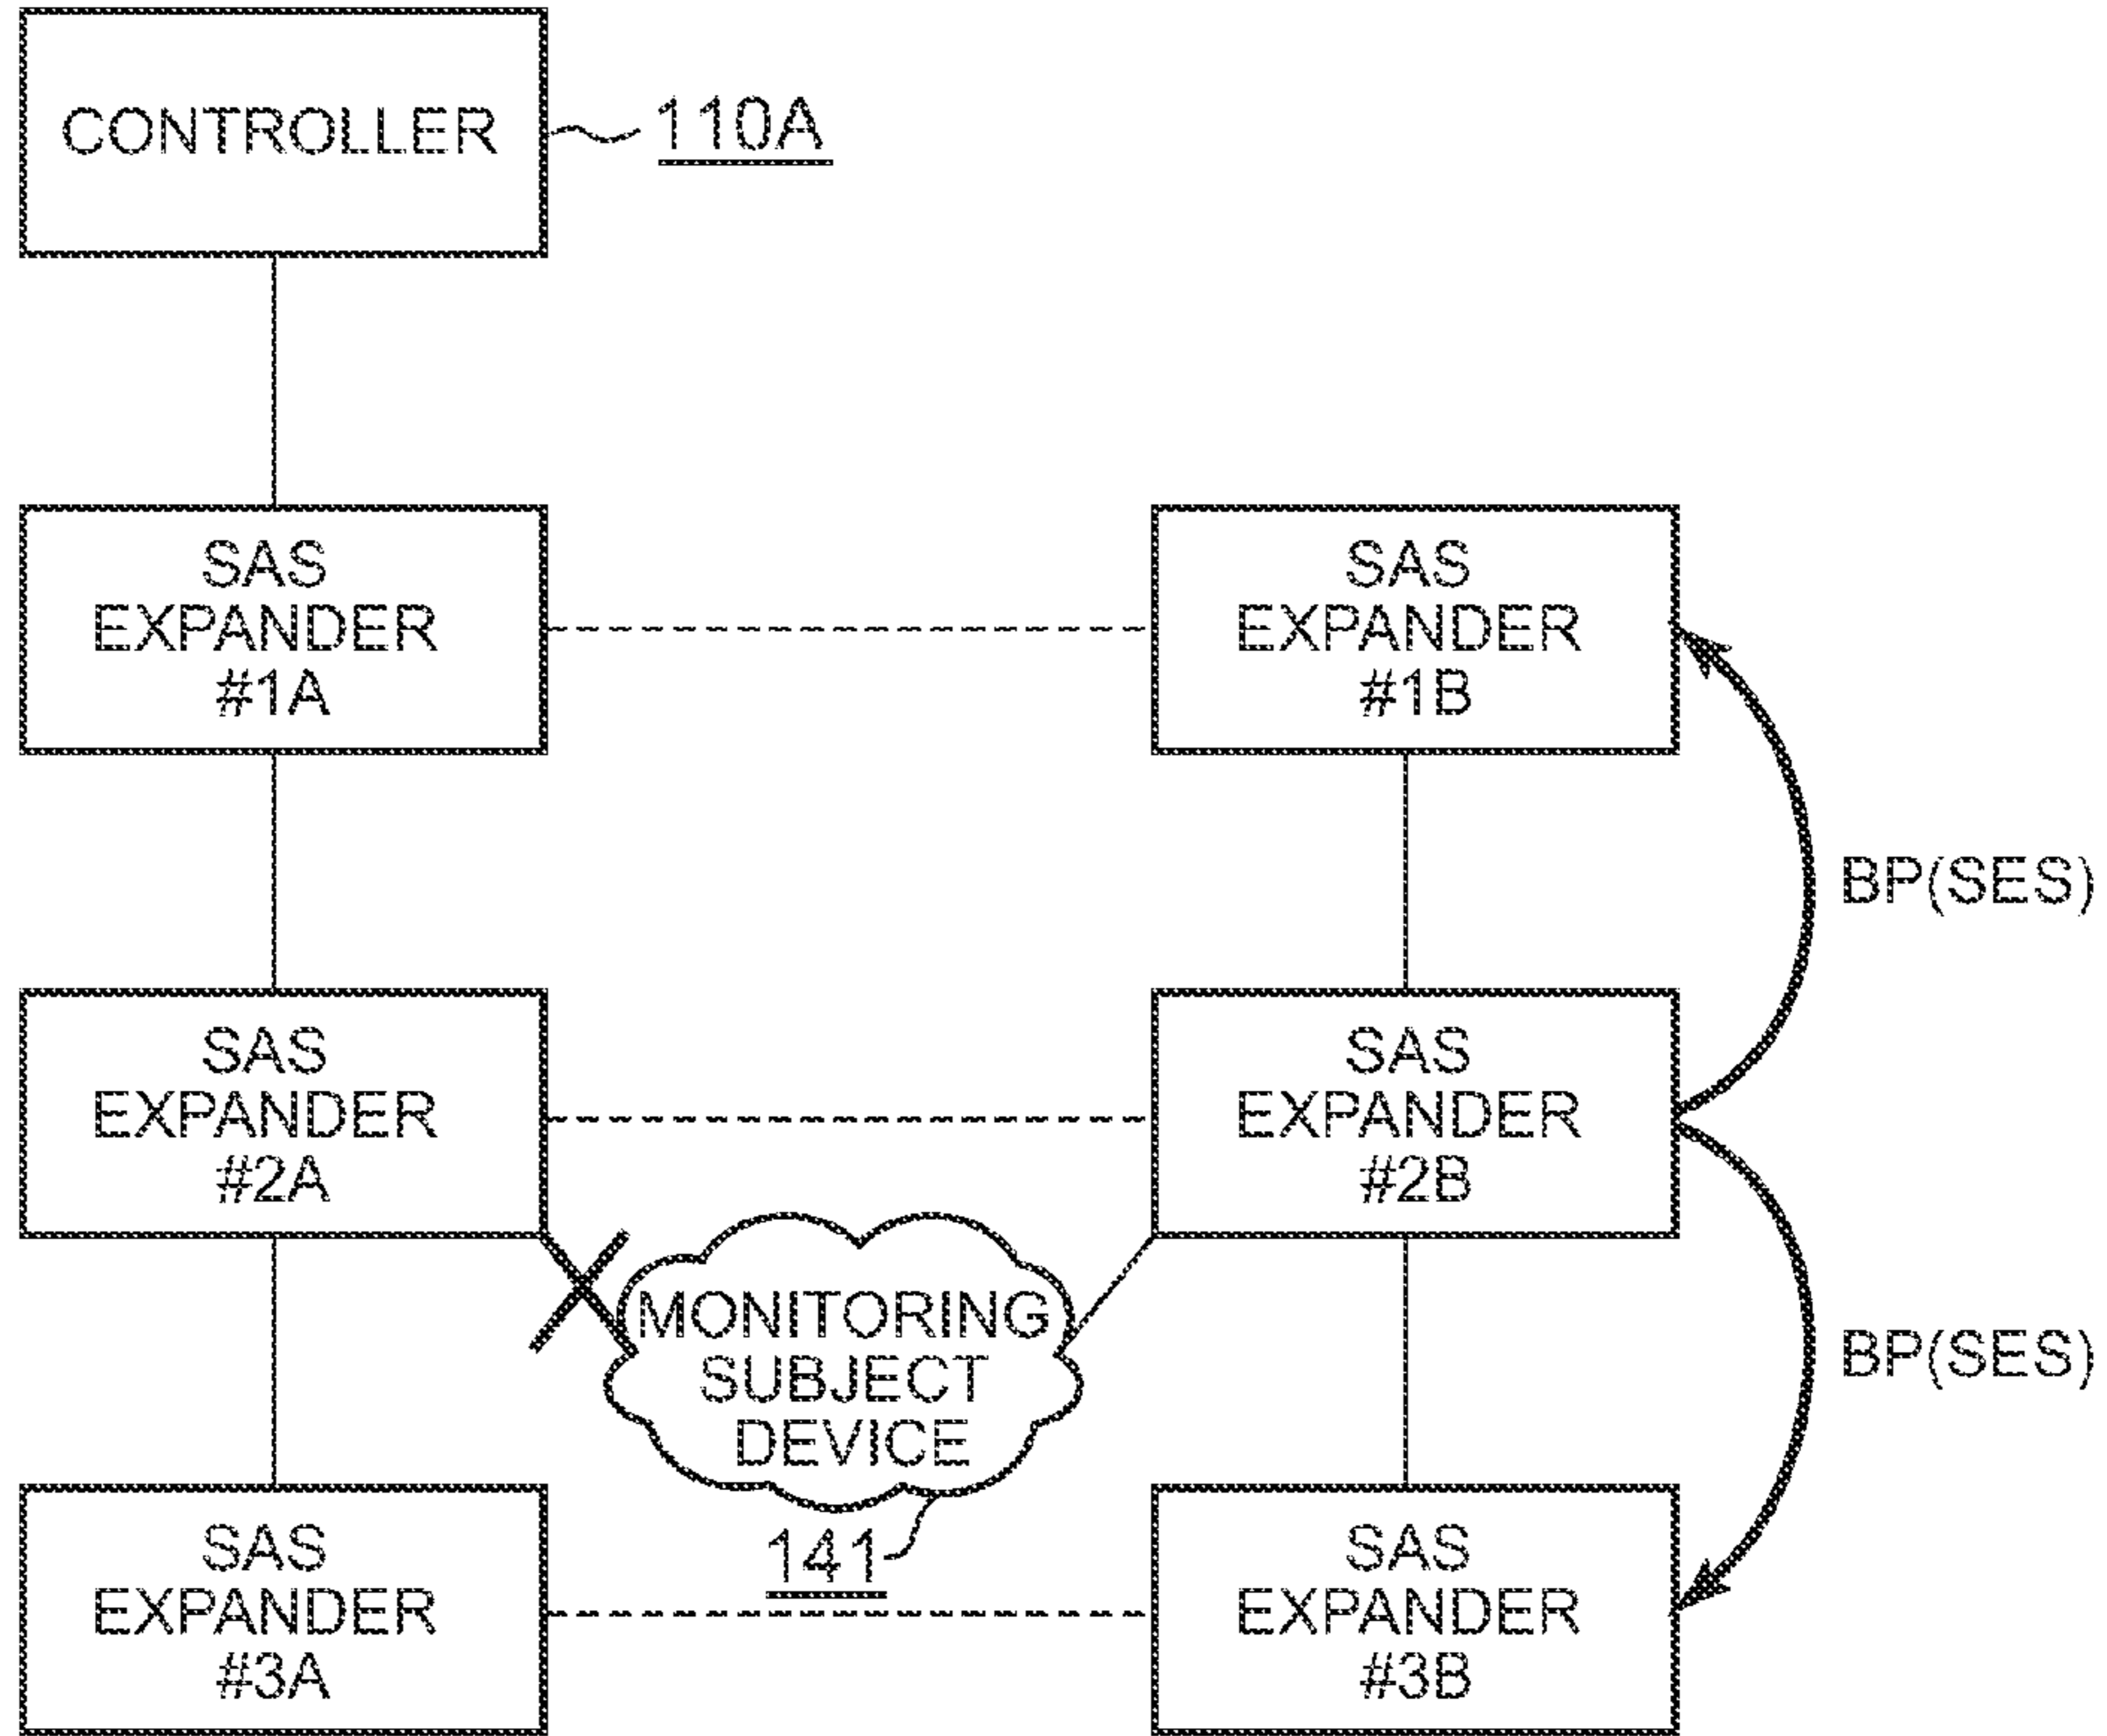 CONTROLLER
110A
SAS
EXPANDER
#1A
SAS
EXPANDER
#1B
BP(SES)
SAS
EXPANDER
#2A
SAS
EXPANDER
#2B
MONITORING
SUBJECT
DEVICE
141
BP(SES)
SAS
EXPANDER
#3A
SAS
EXPANDER
#3B